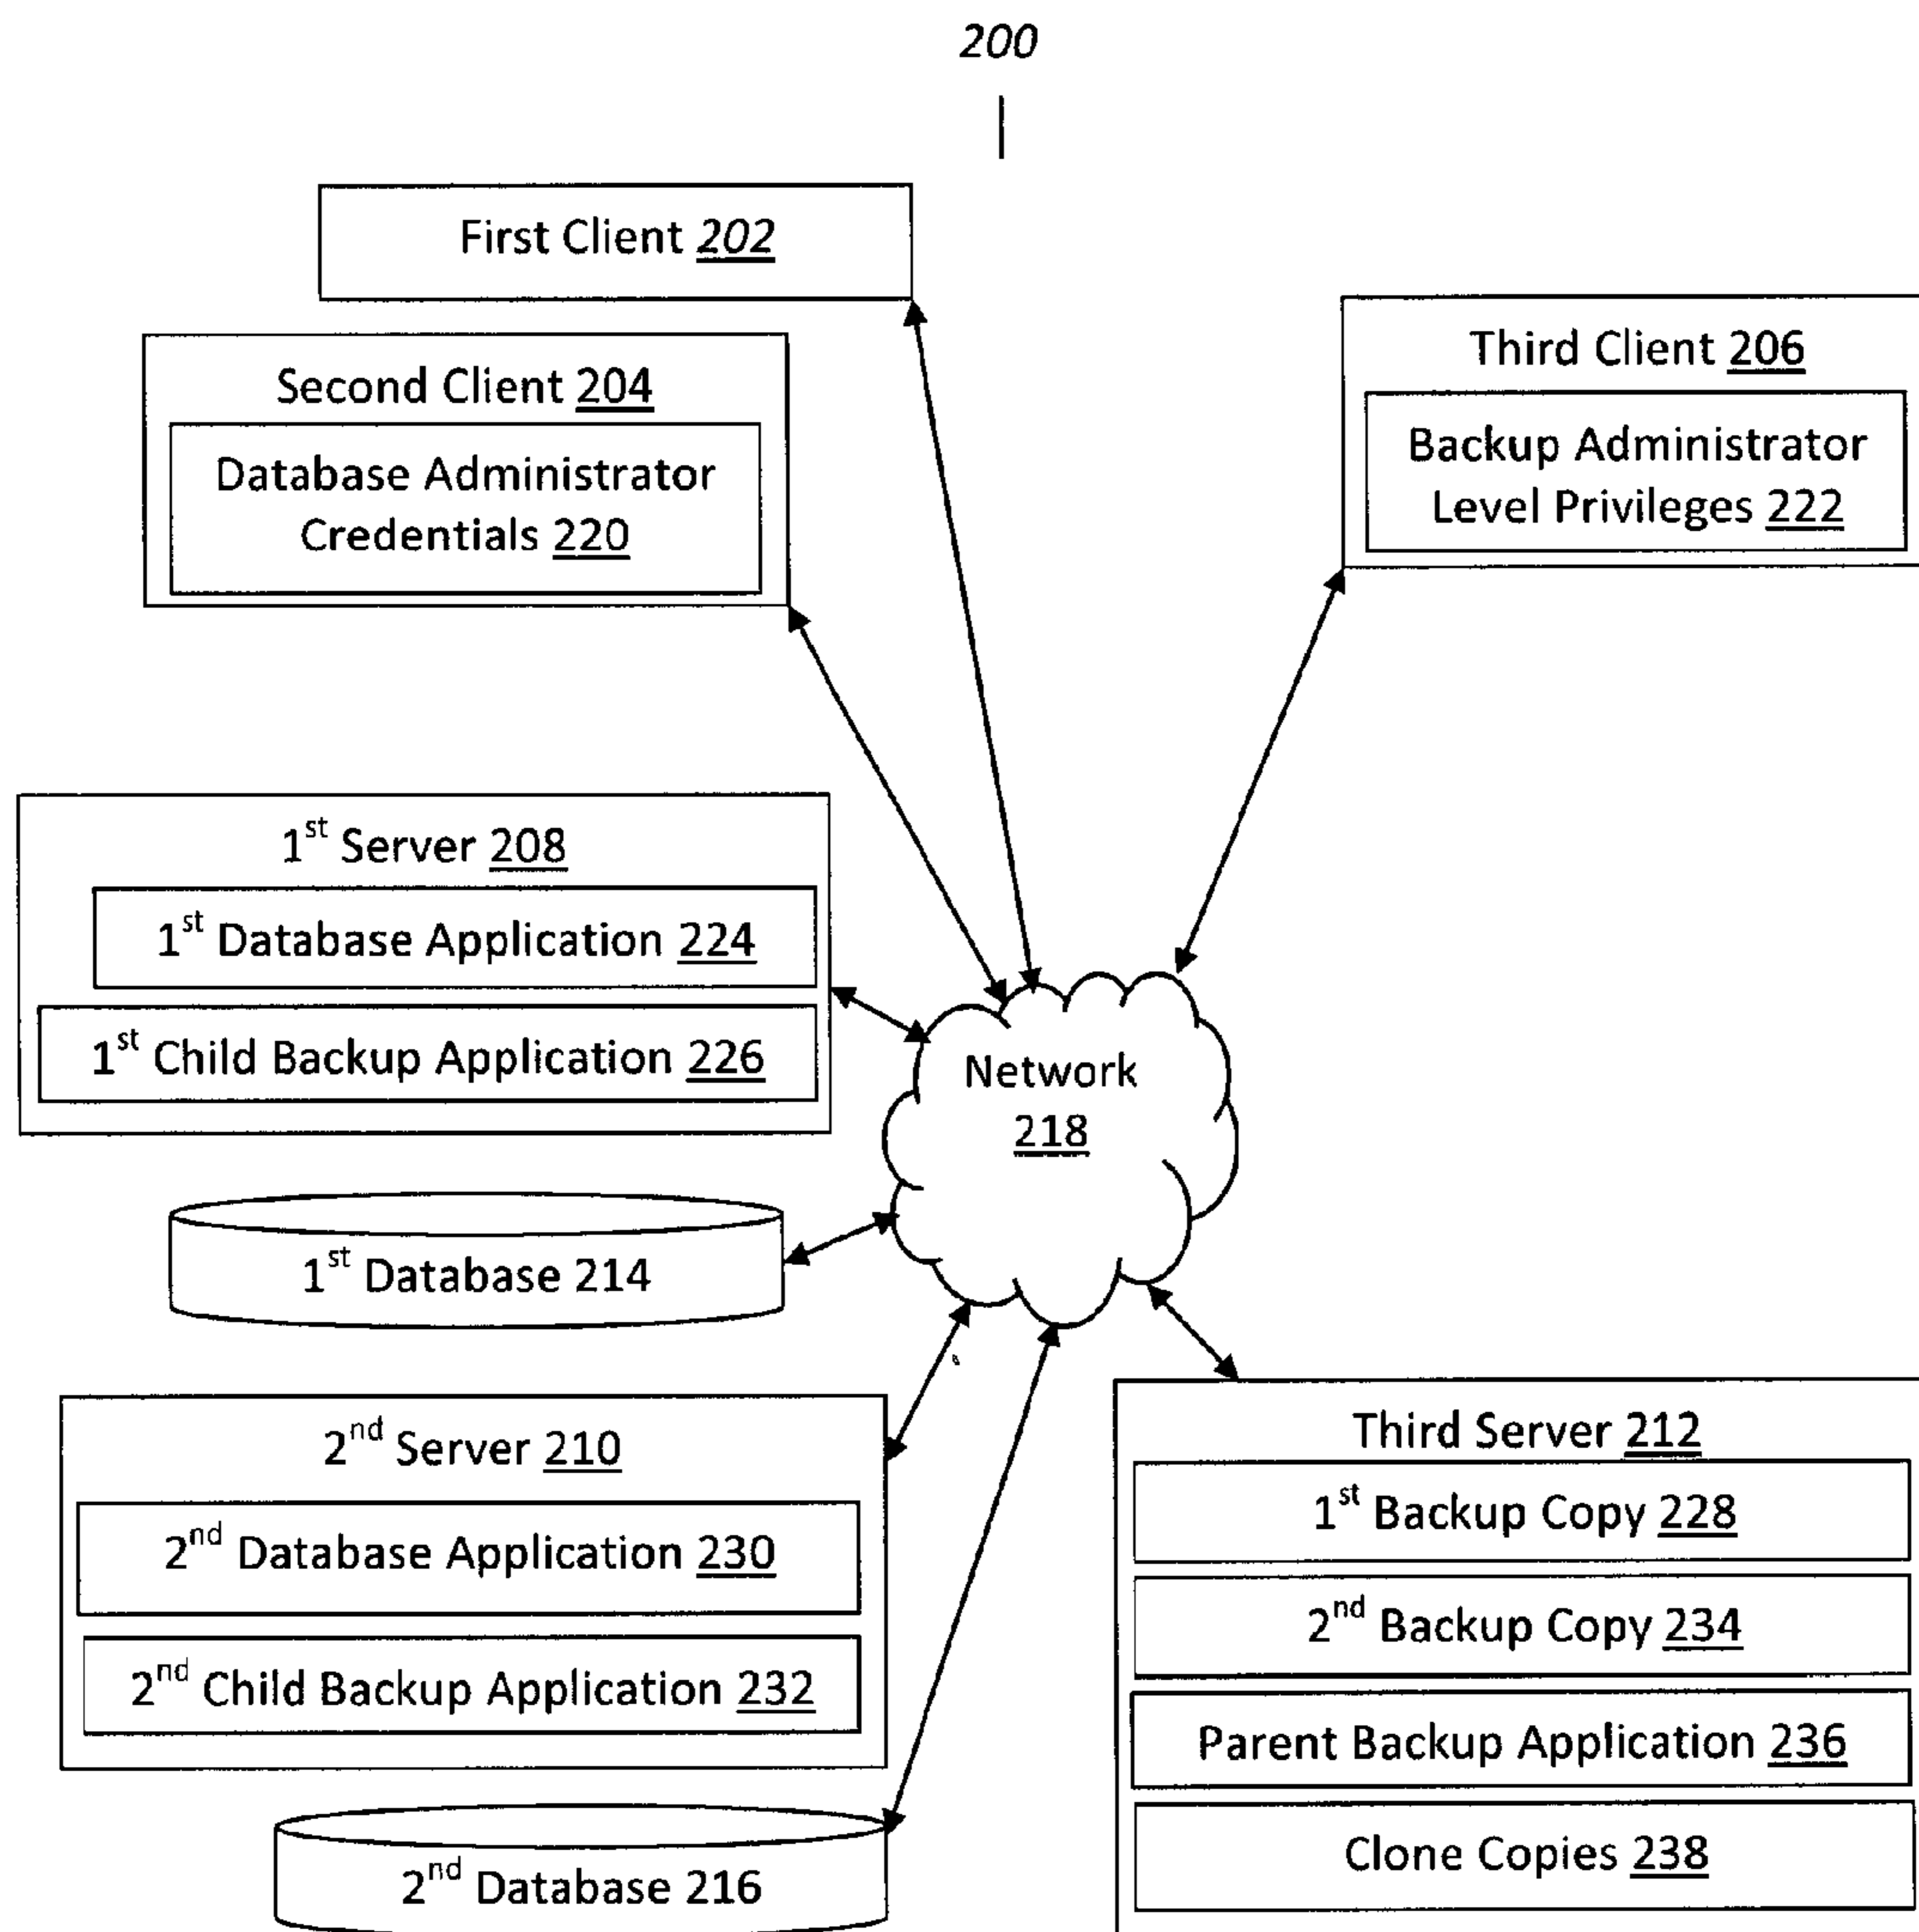 200
First Client 202
Second Client 204
Database Administrator
Credentials 220
Third Client 206
Backup Administrator
Level Privileges 222
1st Server 208
1st Database Application 224
1st Child Backup Application 226
Network
218
1st Database 214
2nd Server 210
2nd Database Application 230
2nd Child Backup Application 232
2nd Database 216
Third Server 212
1st Backup Copy 228
2nd Backup Copy 234
Parent Backup Application 236
Clone Copies 238